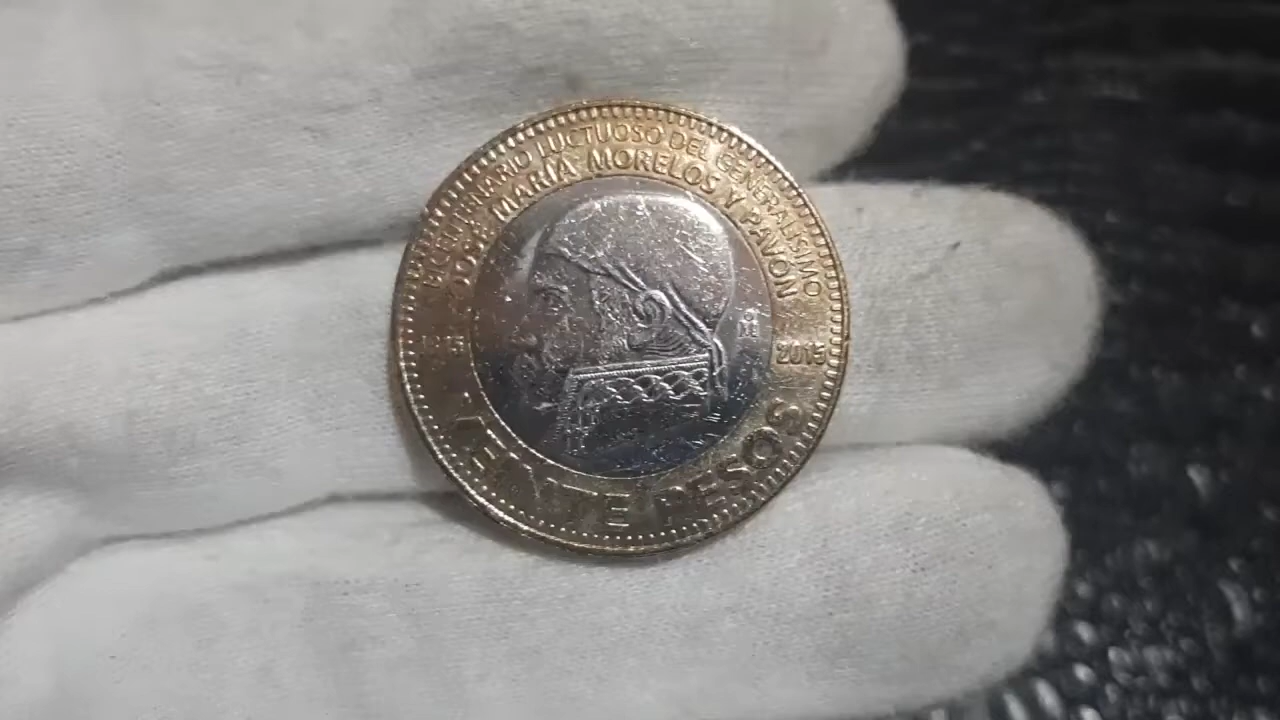 BICENTENARIO LUCTUOSO DEL GENERALÍSIMO
JOSÉ MARÍA MORELOS Y PAVÓN
1815
2015
VEINTE PESOS